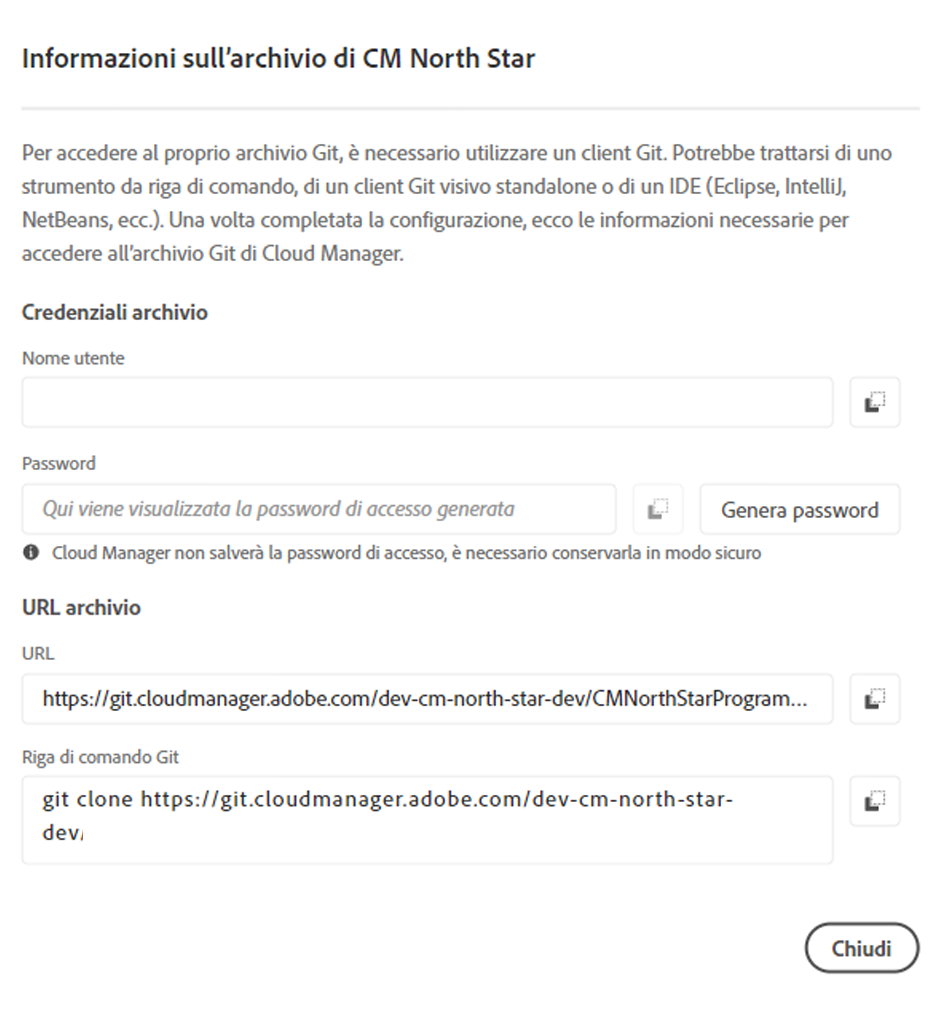 Informazioni sull’archivio di CM North Star
Per accedere al proprio archivio Git, è necessario utilizzare un client Git. Potrebbe trattarsi di uno
strumento da riga di comando, di un client Git visivo standalone o di un IDE (Eclipse, IntelliJ,
NetBeans, ecc.). Una volta completata la configurazione, ecco le informazioni necessarie per
accedere all’archivio Git di Cloud Manager.
Credenziali archivio
Nome utente
Password
Qui viene visualizzata la password di accesso generata
Genera password
Cloud Manager non salverà la password di accesso, è necessario conservarla in modo sicuro
URL archivio
URL
https://git.cloudmanager.adobe.com/dev-cm-north-star-dev/CMNorthStarProgram...
Riga di comando Git
git clone https://git.cloudmanager.adobe.com/dev-cm-north-star-
dev/
Chiudi